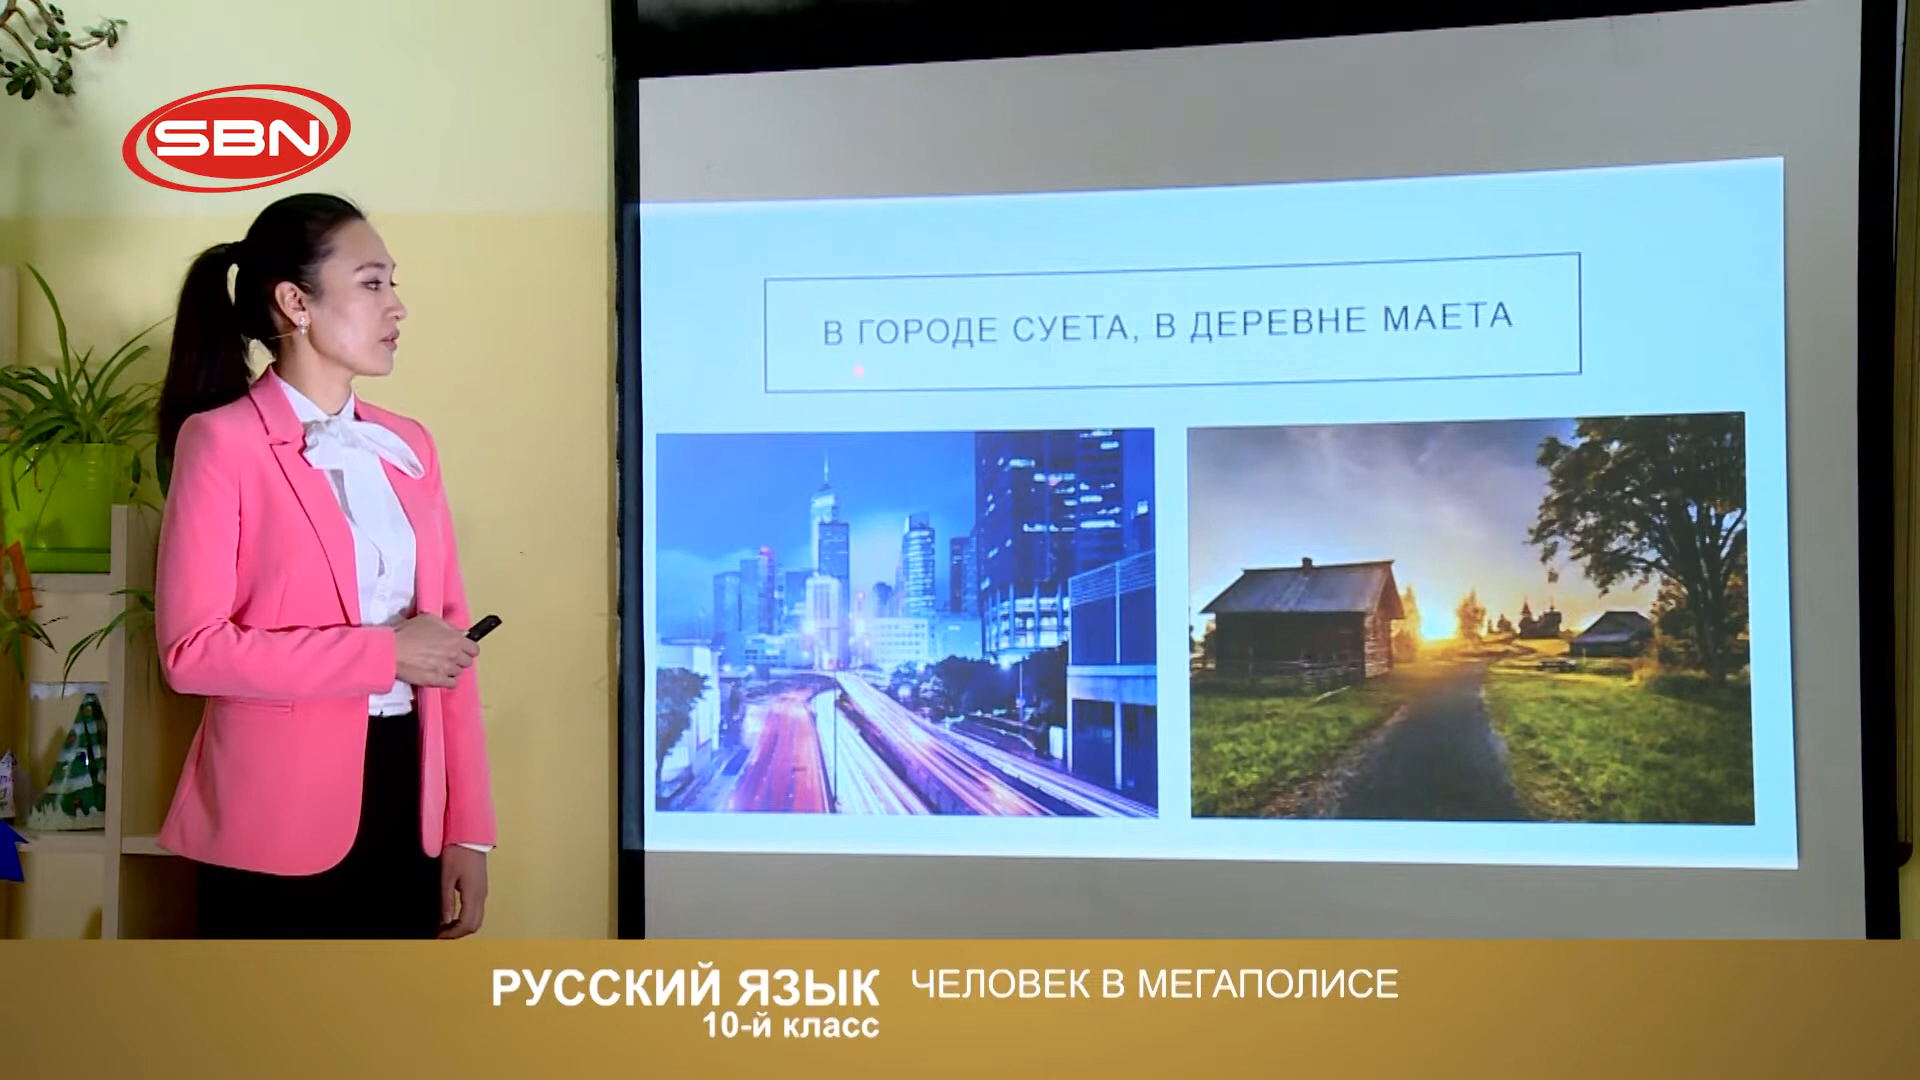 SBN
В ГОРОДЕ СУЕТА, В ДЕРЕВНЕ МАЕТА
РУССКИЙ ЯЗЫК ЧЕЛОВЕК В МЕГАПОЛИСЕ
10-й класс